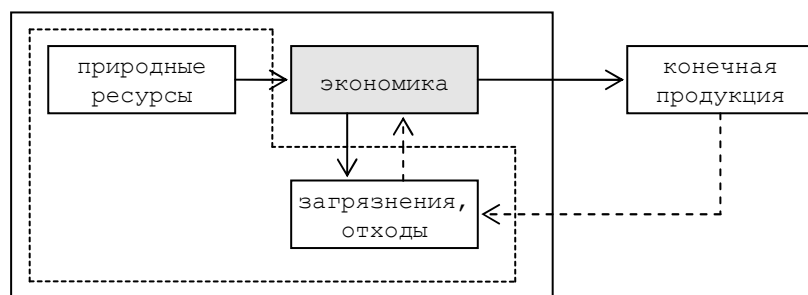 природные
ресурсы
экономика
конечная
продукция
загрязнения,
отходы